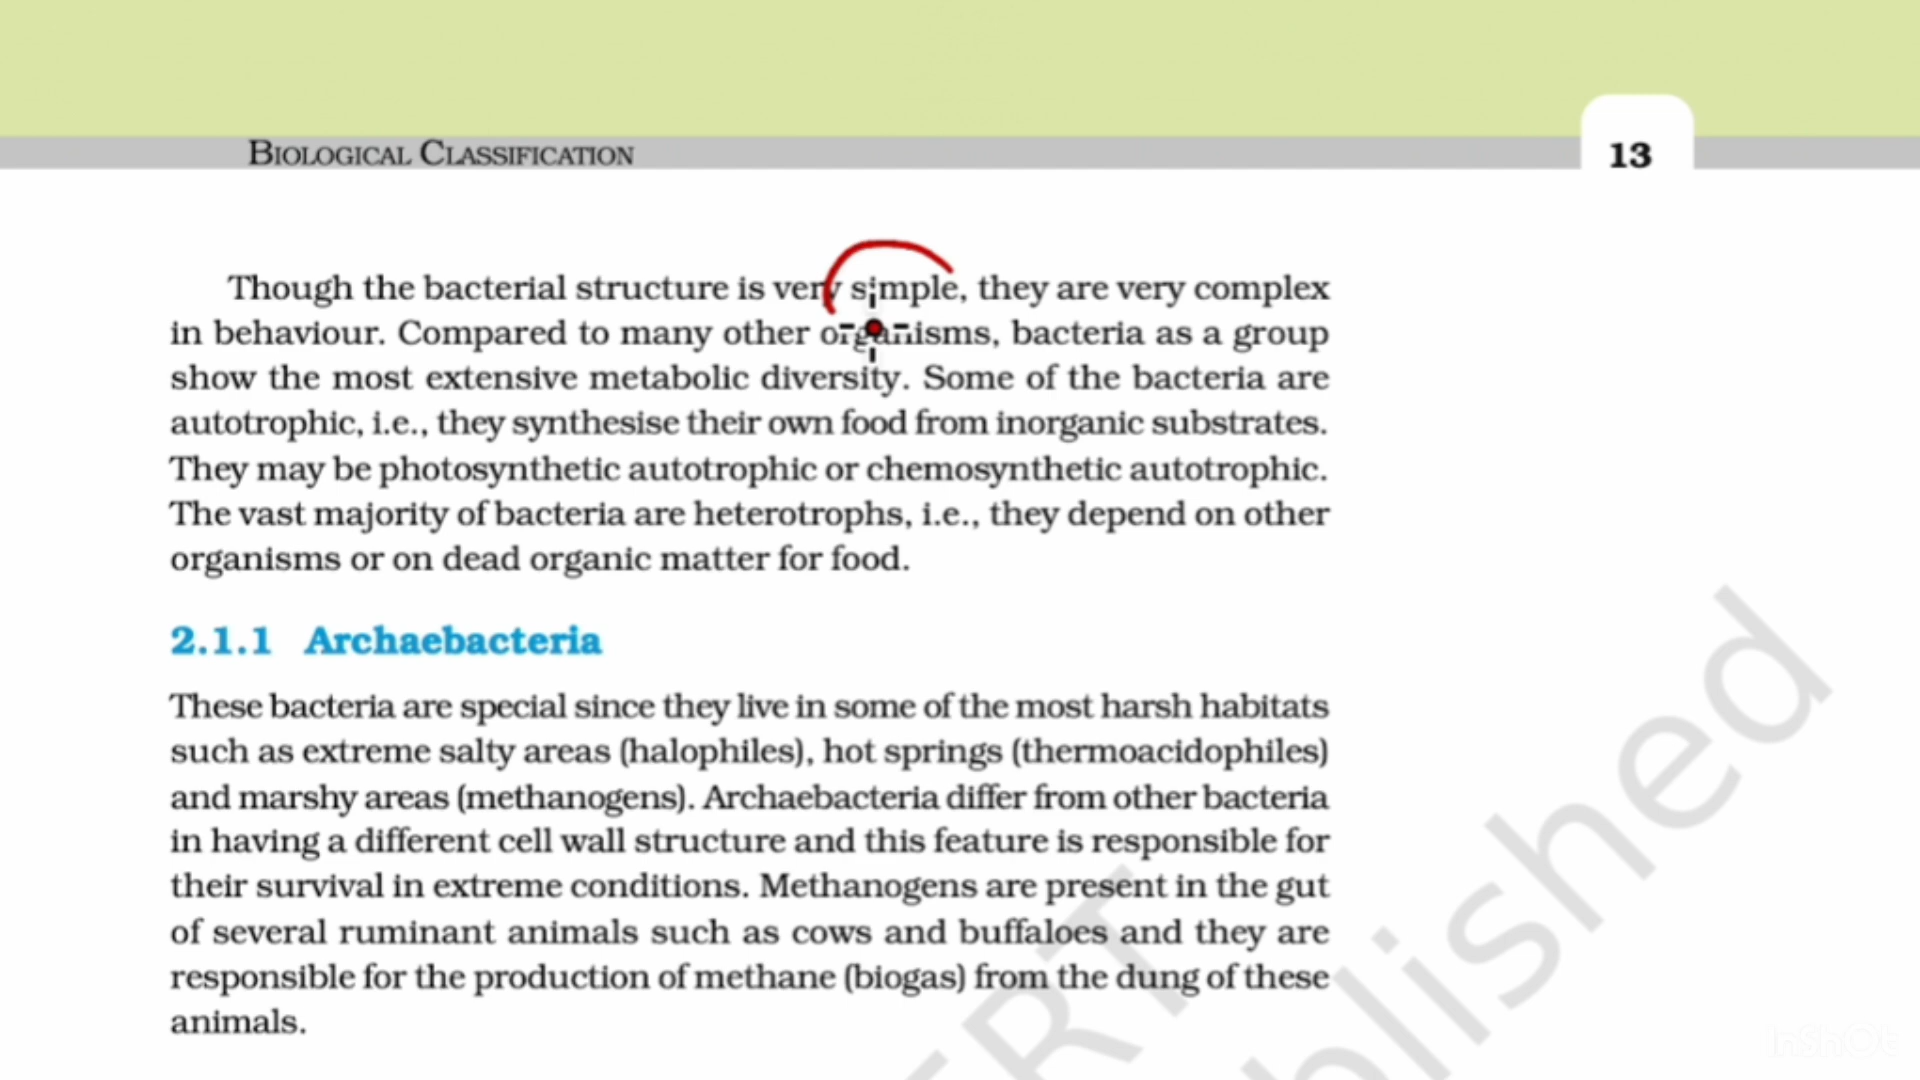 BIOLOGICAL CLASSIFICATION
13
Though the bacterial structure is very simple, they are very complex
in behaviour. Compared to many other organisms, bacteria as a group
show the most extensive metabolic diversity. Some of the bacteria are
autotrophic, i.e., they synthesise their own food from inorganic substrates.
They may be photosynthetic autotrophic or chemosynthetic autotrophic.
The vast majority of bacteria are heterotrophs, i.e., they depend on other
organisms or on dead organic matter for food.
2.1.1 Archaebacteria
These bacteria are special since they live in some of the most harsh habitats
such as extreme salty areas (halophiles), hot springs (thermoacidophiles)
and marshy areas (methanogens). Archaebacteria differ from other bacteria
in having a different cell wall structure and this feature is responsible for
their survival in extreme conditions. Methanogens are present in the gut
of several ruminant animals such as cows and buffaloes and they are
responsible for the production of methane (biogas) from the dung of these
animals.
InShOt